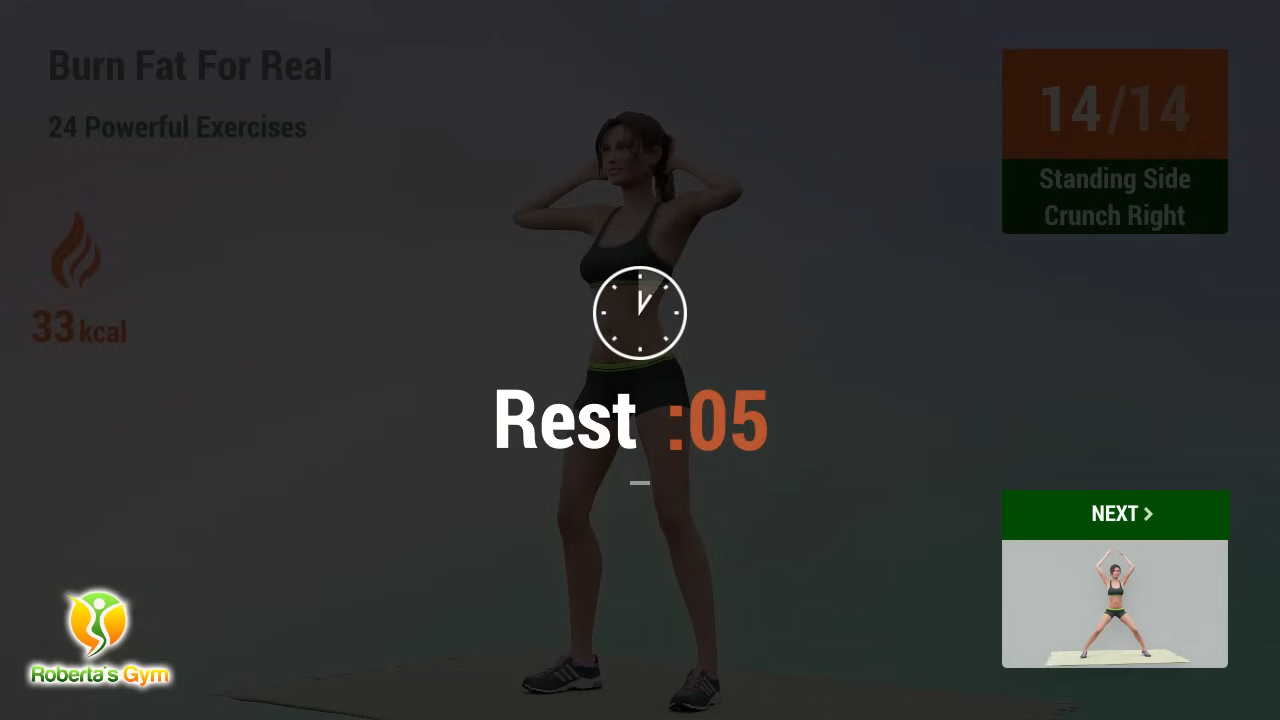 Burn Fat For Real
24 Powerful Exercises
14/14
Standing Side
Crunch Right
33 kcal
Rest :05
NEXT >
Roberta's Gym